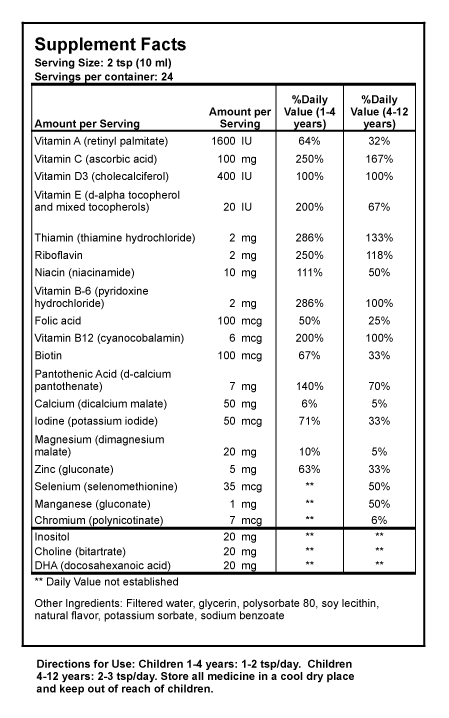 Supplement Facts
Serving Size: 2 tsp (10 ml)
Servings per container: 24
Amount per Serving Amount per Serving %Daily Value (1-4 years) %Daily Value (4-12 years)
Vitamin A (retinyl palmitate) 1600 IU 64% 32%
Vitamin C (ascorbic acid) 100 mg 250% 167%
Vitamin D3 (cholecalciferol) 400 IU 100% 100%
Vitamin E (d-alpha tocopherol
and mixed tocopherols) 20 IU 200% 67%
Thiamin (thiamine hydrochloride) 2 mg 286% 133%
Riboflavin 2 mg 250% 118%
Niacin (niacinamide) 10 mg 111% 50%
Vitamin B-6 (pyridoxine
hydrochloride) 2 mg 286% 100%
Folic acid 100 mcg 50% 25%
Vitamin B12 (cyanocobalamin) 6 mcg 200% 100%
Biotin 100 mcg 67% 33%
Pantothenic Acid (d-calcium
pantothenate) 7 mg 140% 70%
Calcium (dicalcium malate) 50 mg 6% 5%
Iodine (potassium iodide) 50 mcg 71% 33%
Magnesium (dimagnesium
malate) 20 mg 10% 5%
Zinc (gluconate) 5 mg 63% 33%
Selenium (selenomethionine) 35 mcg ** 50%
Manganese (gluconate) 1 mg ** 50%
Chromium (polynicotinate) 7 mcg ** 6%
Inositol 20 mg ** **
Choline (bitartrate) 20 mg ** **
DHA (docosahexanoic acid) 20 mg ** **
** Daily Value not established
Other Ingredients: Filtered water, glycerin, polysorbate 80, soy lecithin,
natural flavor, potassium sorbate, sodium benzoate
Directions for Use: Children 1-4 years: 1-2 tsp/day. Children
4-12 years: 2-3 tsp/day. Store all medicine in a cool dry place
and keep out of reach of children.